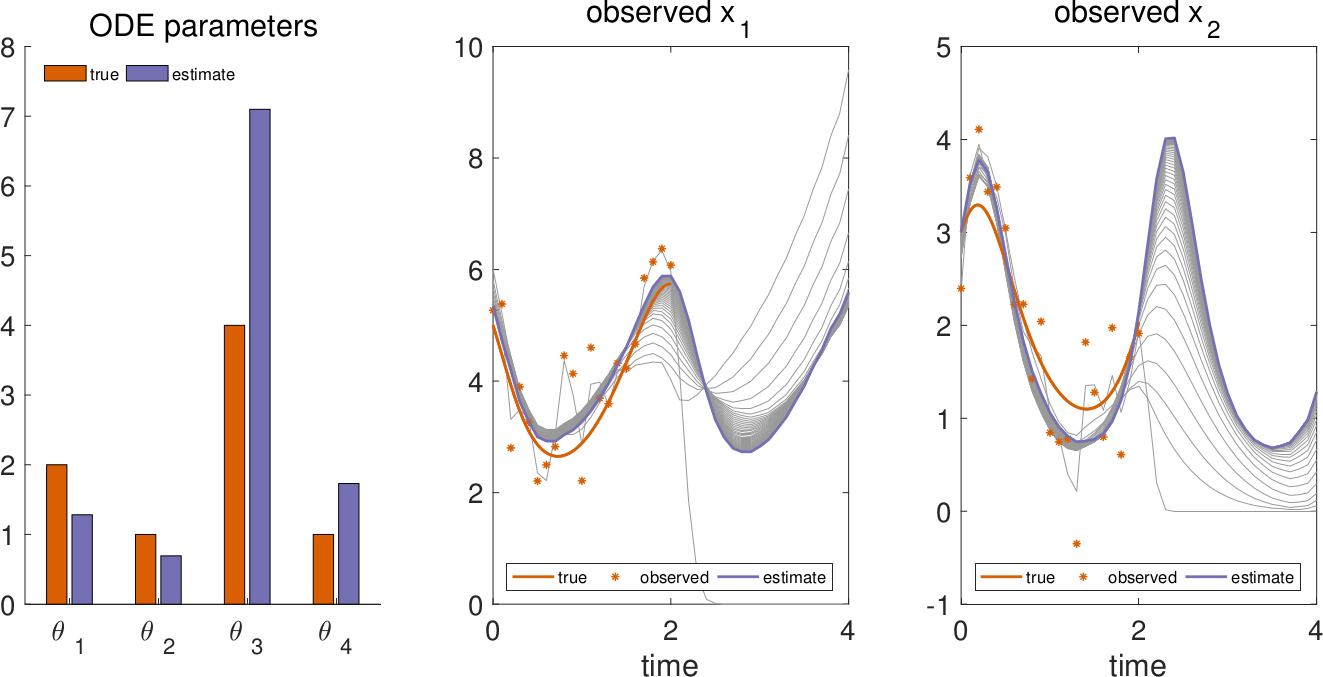 ODE parameters
8
7
6
5
4
3
2
1
0
true estimate
θ 1 θ 2 θ 3 θ 4
observed x 1
10
8
6
4
2
0
true observed estimate
0 2 4
time
observed x 2
5
4
3
2
1
0
-1
true observed estimate
0 2 4
time